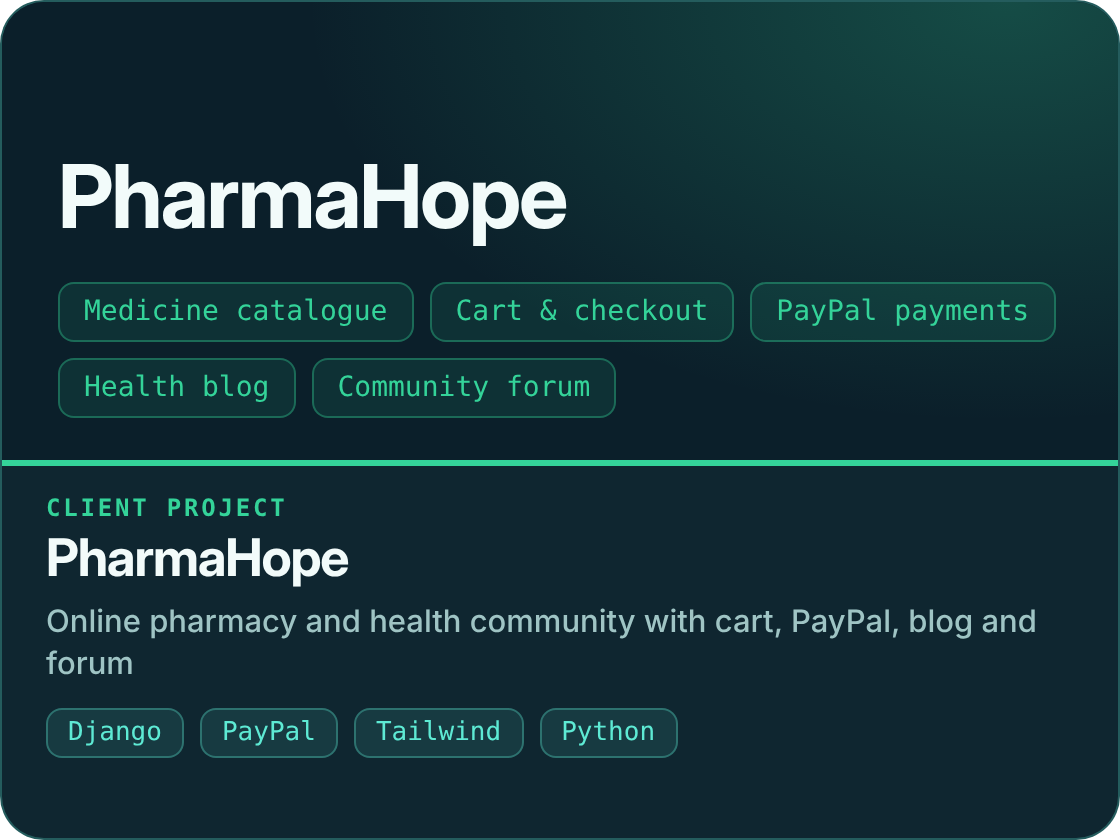 PharmaHope
Medicine catalogue Cart & checkout PayPal payments
Health blog Community forum
CLIENT PROJECT
PharmaHope
Online pharmacy and health community with cart, PayPal, blog and
forum
Django PayPal Tailwind Python